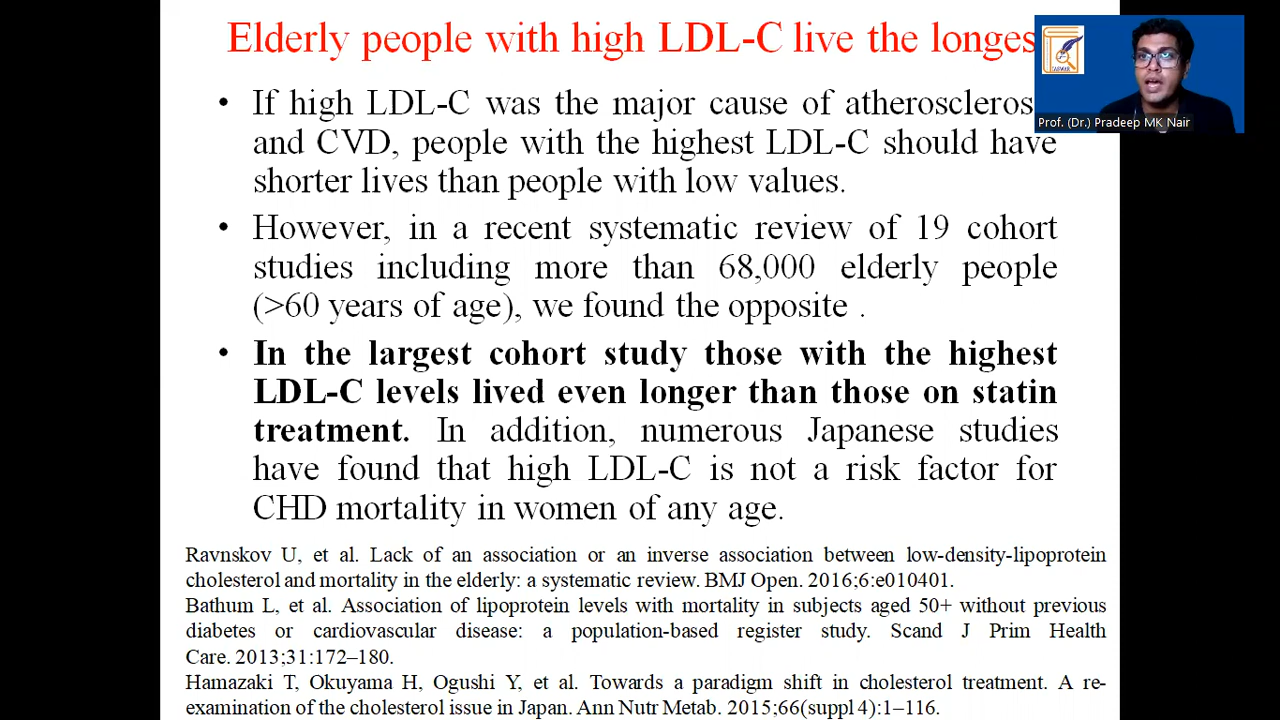 Elderly people with high LDL-C live the longes
• If high LDL-C was the major cause of atheroscleros
and CVD, people with the highest LDL-C should have
shorter lives than people with low values.
• However, in a recent systematic review of 19 cohort
studies including more than 68,000 elderly people
(>60 years of age), we found the opposite .
• In the largest cohort study those with the highest
LDL-C levels lived even longer than those on statin
treatment. In addition, numerous Japanese studies
have found that high LDL-C is not a risk factor for
CHD mortality in women of any age.
Ravnskov U, et al. Lack of an association or an inverse association between low-density-lipoprotein
cholesterol and mortality in the elderly: a systematic review. BMJ Open. 2016;6:e010401.
Bathum L, et al. Association of lipoprotein levels with mortality in subjects aged 50+ without previous
diabetes or cardiovascular disease: a population-based register study. Scand J Prim Health
Care. 2013;31:172–180.
Hamazaki T, Okuyama H, Ogushi Y, et al. Towards a paradigm shift in cholesterol treatment. A re-
examination of the cholesterol issue in Japan. Ann Nutr Metab. 2015;66(suppl 4):1–116.
Prof. (Dr.) Pradeep MK Nair